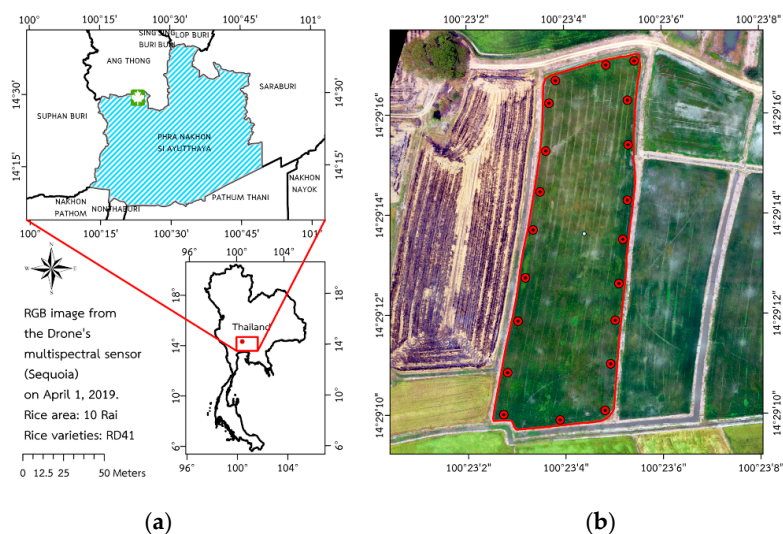 100° 100°15' 100°30' 100°45' 101°
SING SING
BURI BURI
LOP BURI
ANG THONG
SARABURI
SUPHAN BURI
PHRA NAKHON
SI AYUTTHAYA
NAKHON
NAYOK
NAKHON
PATHOM
NONTHABURI
PATHUM THANI
14°30' 14°30'
14°15' 14°15'
100° 100°15' 100°30' 100°45' 101°
N
W E
S
RGB image from
the Drone's
multispectral sensor
(Sequoia)
on April 1, 2019.
Rice area: 10 Rai
Rice varieties: RD41
0 12.5 25 50 Meters
96° 100° 104°
18° 18°
Thailand
14° 14°
10° 10°
6° 6°
96° 100° 104°
(a)
100°23'2" 100°23'4" 100°23'6" 100°23'8"
14°29'16" 14°29'16"
14°29'14" 14°29'14"
14°29'12" 14°29'12"
14°29'10" 14°29'10"
100°23'2" 100°23'4" 100°23'6" 100°23'8"
(b)